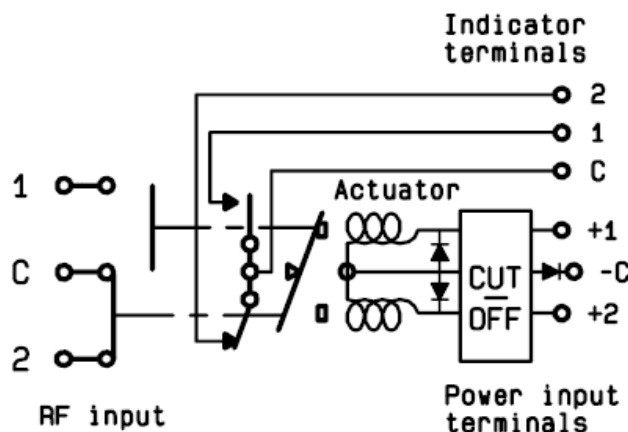 Indicator
terminals
2
1
C
1
Actuator
+1
C
CUT
OFF
-C
+2
2
RF input
Power input
terminals